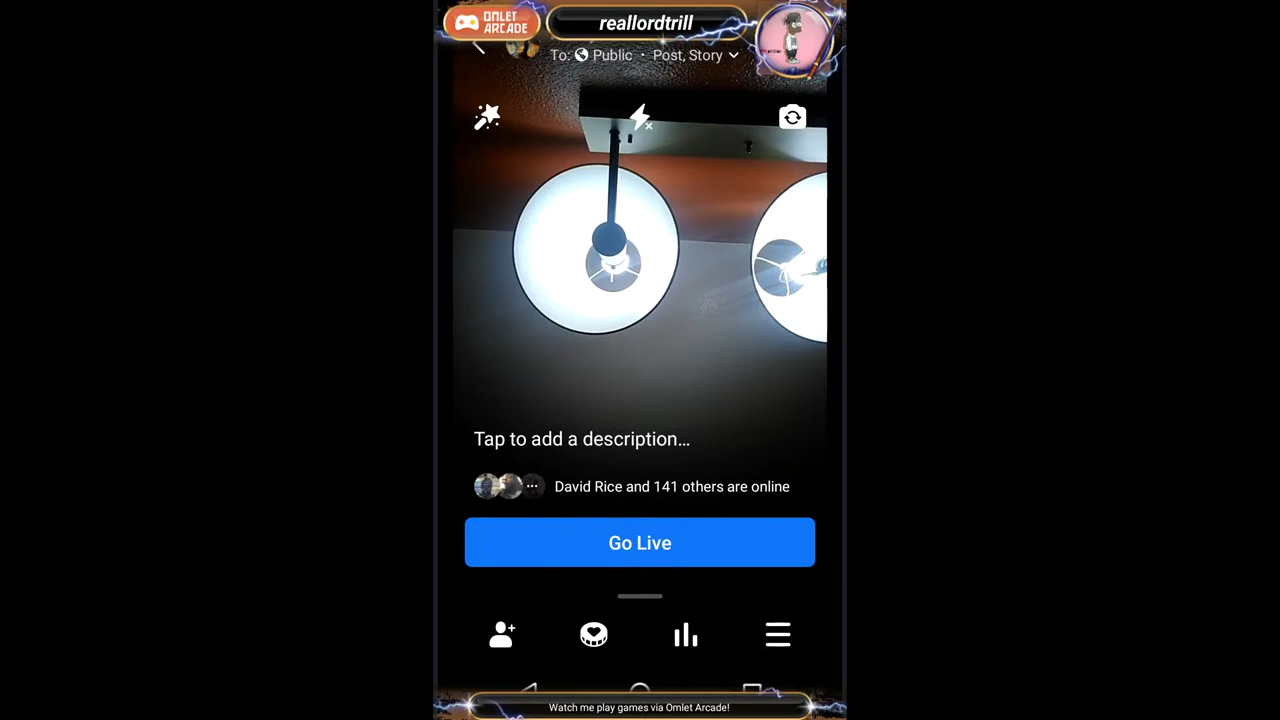 OMLET
ARCADE
reallordtrill
To: Public · Post, Story
Tap to add a description...
David Rice and 141 others are online
Go Live
Watch me play games via Omlet Arcade!